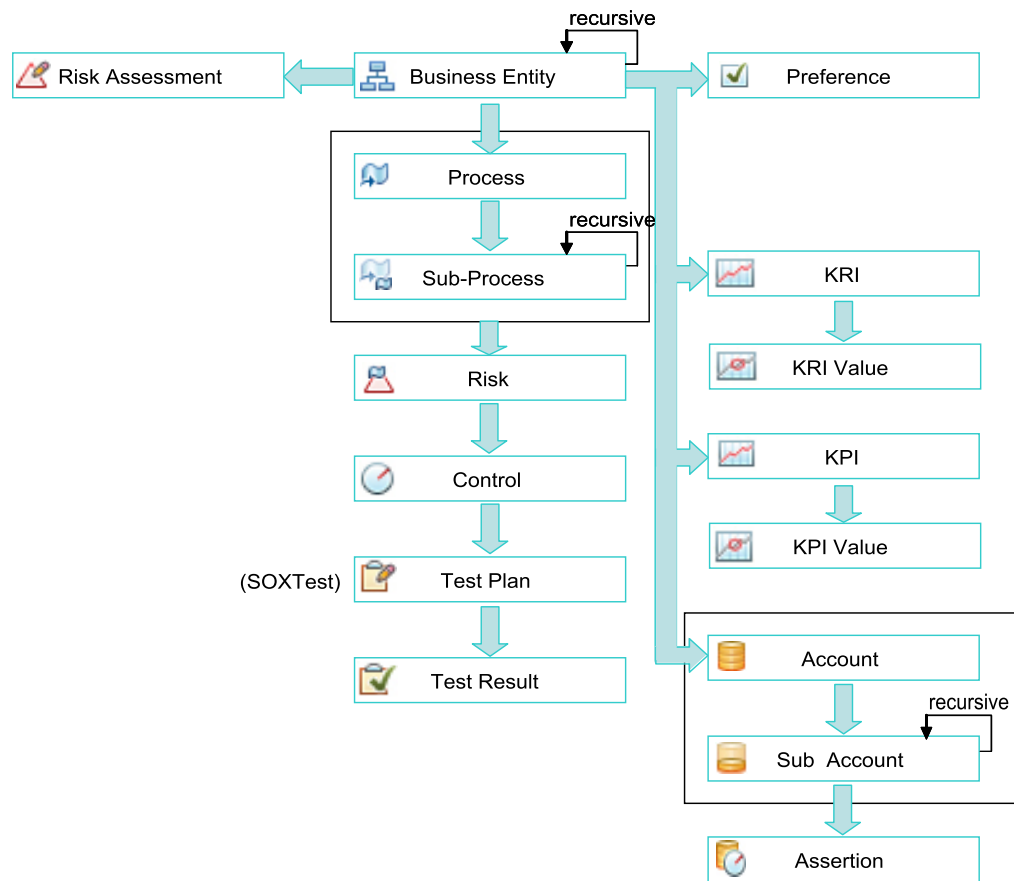 recursive
Risk Assessment
Business Entity
Preference
Process
recursive
Sub-Process
KRI
KRI Value
Risk
KPI
Control
KPI Value
(SOXTest)
Test Plan
Account
Test Result
recursive
Sub Account
Assertion